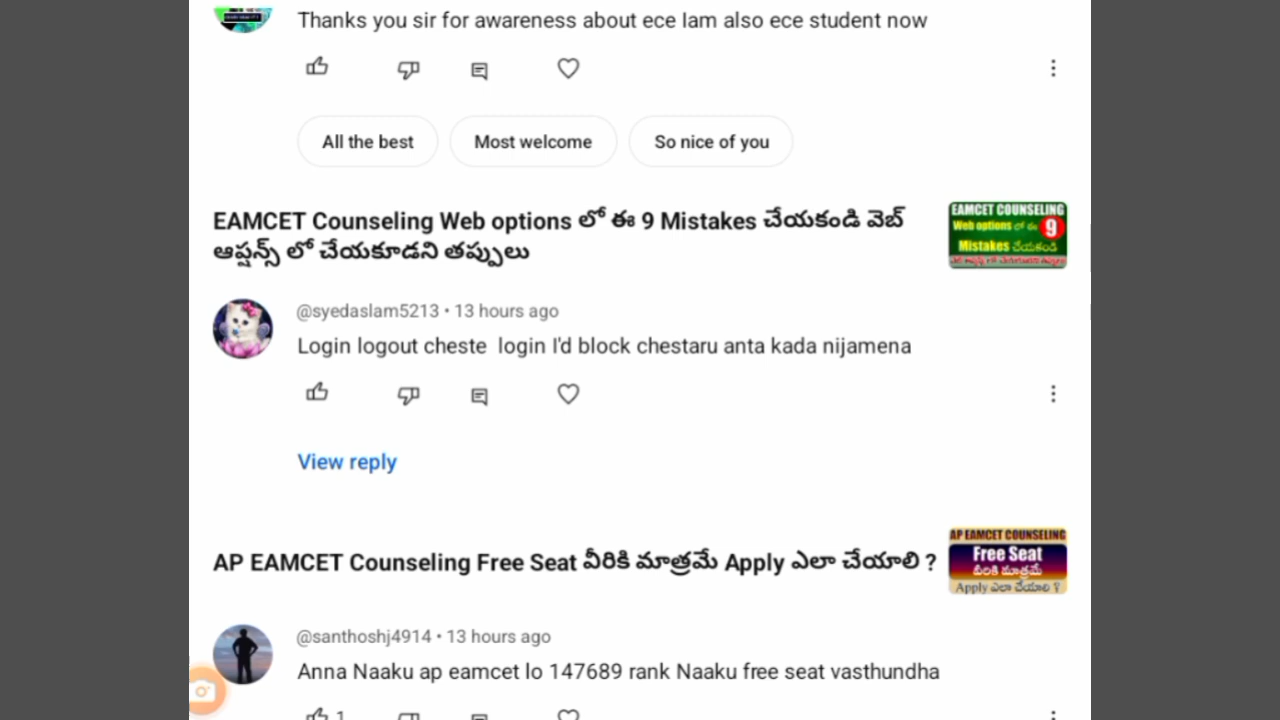 Thanks you sir for awareness about ece Iam also ece student now
All the best
Most welcome
So nice of you
EAMCET Counseling Web options లో ఈ 9 Mistakes చేయకండి వెబ్
ఆప్షన్స్ లో చేయకూడని తప్పులు
EAMCET COUNSELING
Web options లో ఈ 9
Mistakes చేయకండి
@syedaslam5213 • 13 hours ago
Login logout cheste  login I'd block chestaru anta kada nijamena
View reply
AP EAMCET Counseling Free Seat వీరికి మాత్రమే Apply ఎలా చేయాలి ?
AP EAMCET COUNSELING
Free Seat
వీరికి మాత్రమే
Apply ఎలా చేయాలి ?
@santhoshj4914 • 13 hours ago
Anna Naaku ap eamcet lo 147689 rank Naaku free seat vasthundha
1